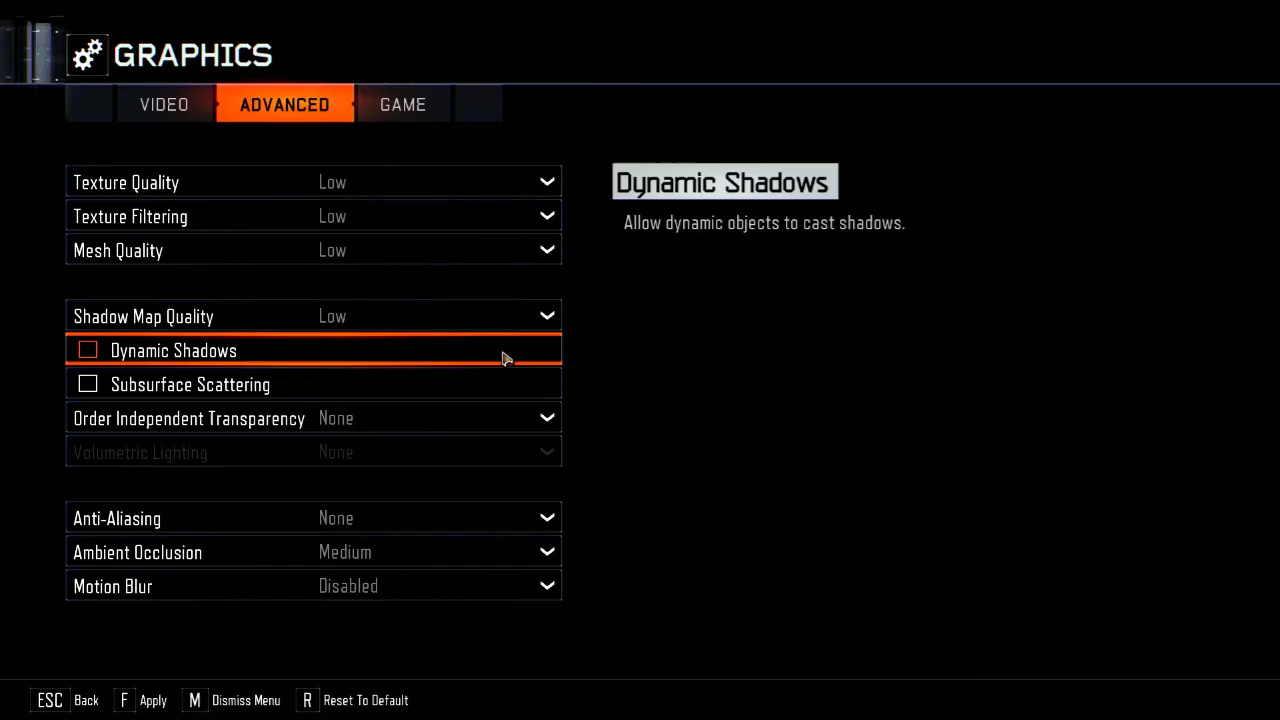 GRAPHICS
VIDEO ADVANCED GAME
Texture Quality Low
Texture Filtering Low
Mesh Quality Low
Shadow Map Quality Low
Dynamic Shadows
Subsurface Scattering
Order Independent Transparency None
Volumetric Lighting None
Anti-Aliasing None
Ambient Occlusion Medium
Motion Blur Disabled
Dynamic Shadows
Allow dynamic objects to cast shadows.
ESC Back F Apply M Dismiss Menu R Reset To Default